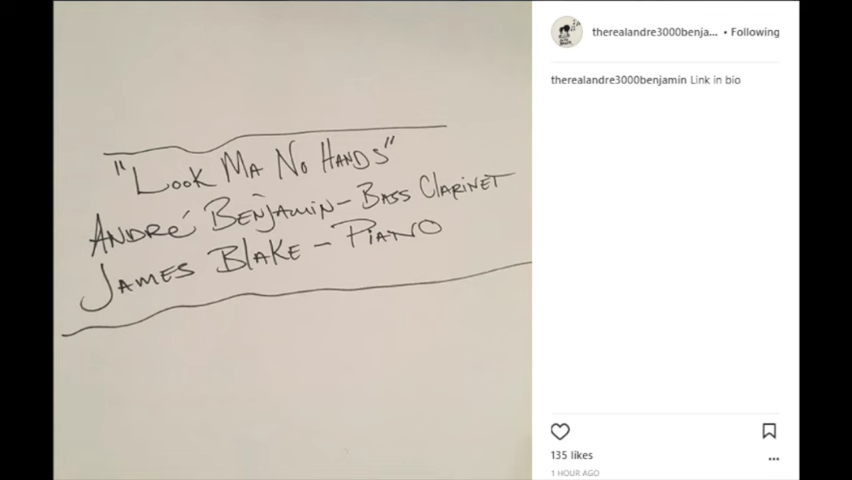 "Look Ma No Hands"
André Benjamin – Bass Clarinet
James Blake – Piano
therealandre3000benja... • Following
therealandre3000benjamin Link in bio
135 likes
1 HOUR AGO